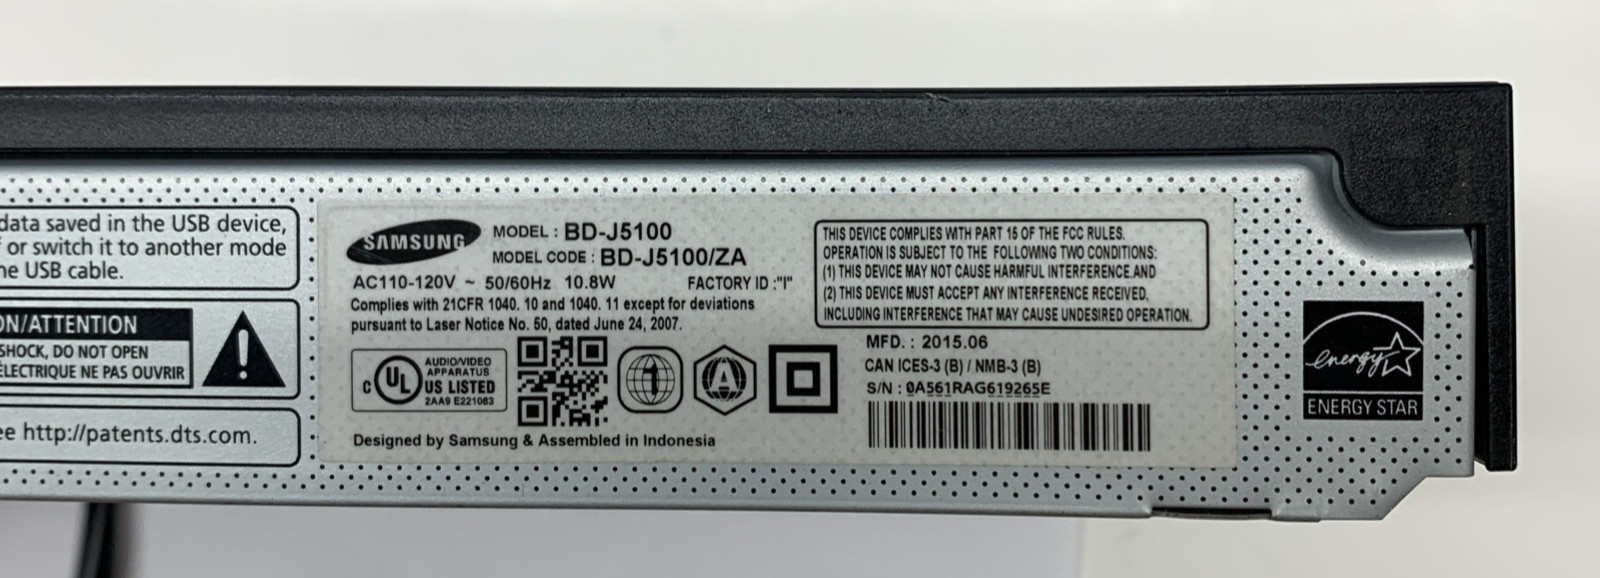 data saved in the USB device,
or switch it to another mode
USB cable.
ON/ATTENTION
SHOCK, DO NOT OPEN
ÉLECTRIQUE NE PAS OUVRIR
http://patents.dts.com.
SAMSUNG
MODEL : BD-J5100
MODEL CODE : BD-J5100/ZA
AC110-120V ~ 50/60Hz 10.8W FACTORY ID :"I"
Complies with 21CFR 1040. 10 and 1040. 11 except for deviations
pursuant to Laser Notice No. 50, dated June 24, 2007.
C UL
AUDIO/VIDEO
APPARATUS
US LISTED
2AA9 E221063
Designed by Samsung & Assembled in Indonesia
THIS DEVICE COMPLIES WITH PART 15 OF THE FCC RULES.
OPERATION IS SUBJECT TO THE FOLLOWING TWO CONDITIONS:
(1) THIS DEVICE MAY NOT CAUSE HARMFUL INTERFERENCE.AND
(2) THIS DEVICE MUST ACCEPT ANY INTERFERENCE RECEIVED,
INCLUDING INTERFERENCE THAT MAY CAUSE UNDESIRED OPERATION.
MFD. : 2015.06
CAN ICES-3 (B) / NMB-3 (B)
S/N : 0A561RAG619265E
energy
ENERGY STAR